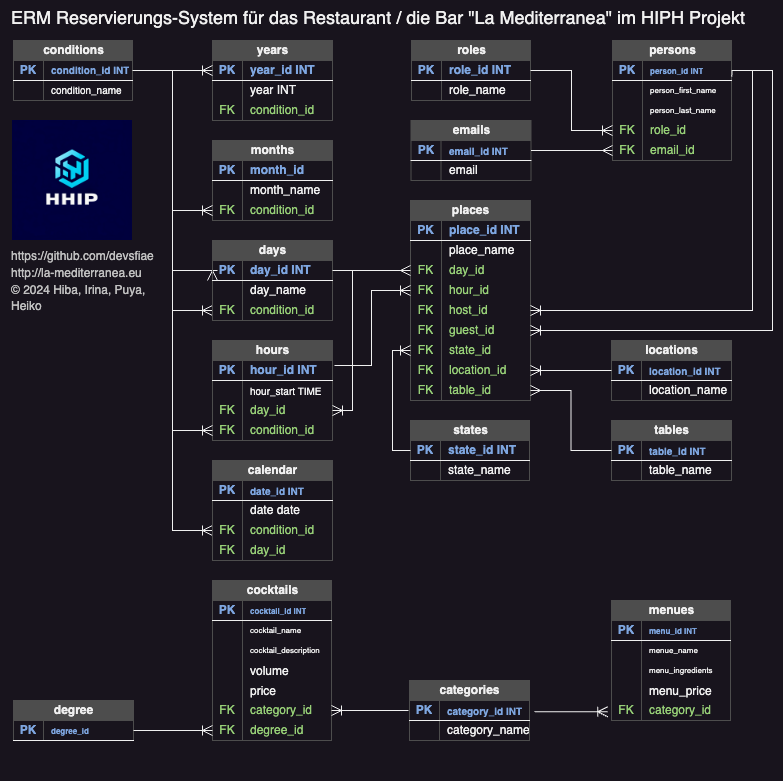 ERM Reservierungs-System für das Restaurant / die Bar "La Mediterranea" im HIPH Projekt
conditions
PK condition_id INT
condition_name
HHIP
https://github.com/devsfiae
http://la-mediterranea.eu
© 2024 Hiba, Irina, Puya,
Heiko
years
PK year_id INT
year INT
FK condition_id
months
PK month_id
month_name
FK condition_id
days
PK day_id INT
day_name
FK condition_id
hours
PK hour_id INT
hour_start TIME
FK day_id
FK condition_id
calendar
PK date_id INT
date date
FK condition_id
FK day_id
roles
PK role_id INT
role_name
emails
PK email_id INT
email
places
PK place_id INT
place_name
FK day_id
FK hour_id
FK host_id
FK guest_id
FK state_id
FK location_id
FK table_id
states
PK state_id INT
state_name
persons
PK person_id INT
person_first_name
person_last_name
FK role_id
FK email_id
locations
PK location_id INT
location_name
tables
PK table_id INT
table_name
cocktails
PK cocktail_id INT
cocktail_name
cocktail_description
volume
price
FK category_id
FK degree_id
degree
PK degree_id
categories
PK category_id INT
category_name
menues
PK menu_id INT
menue_name
menu_ingredients
menu_price
FK category_id